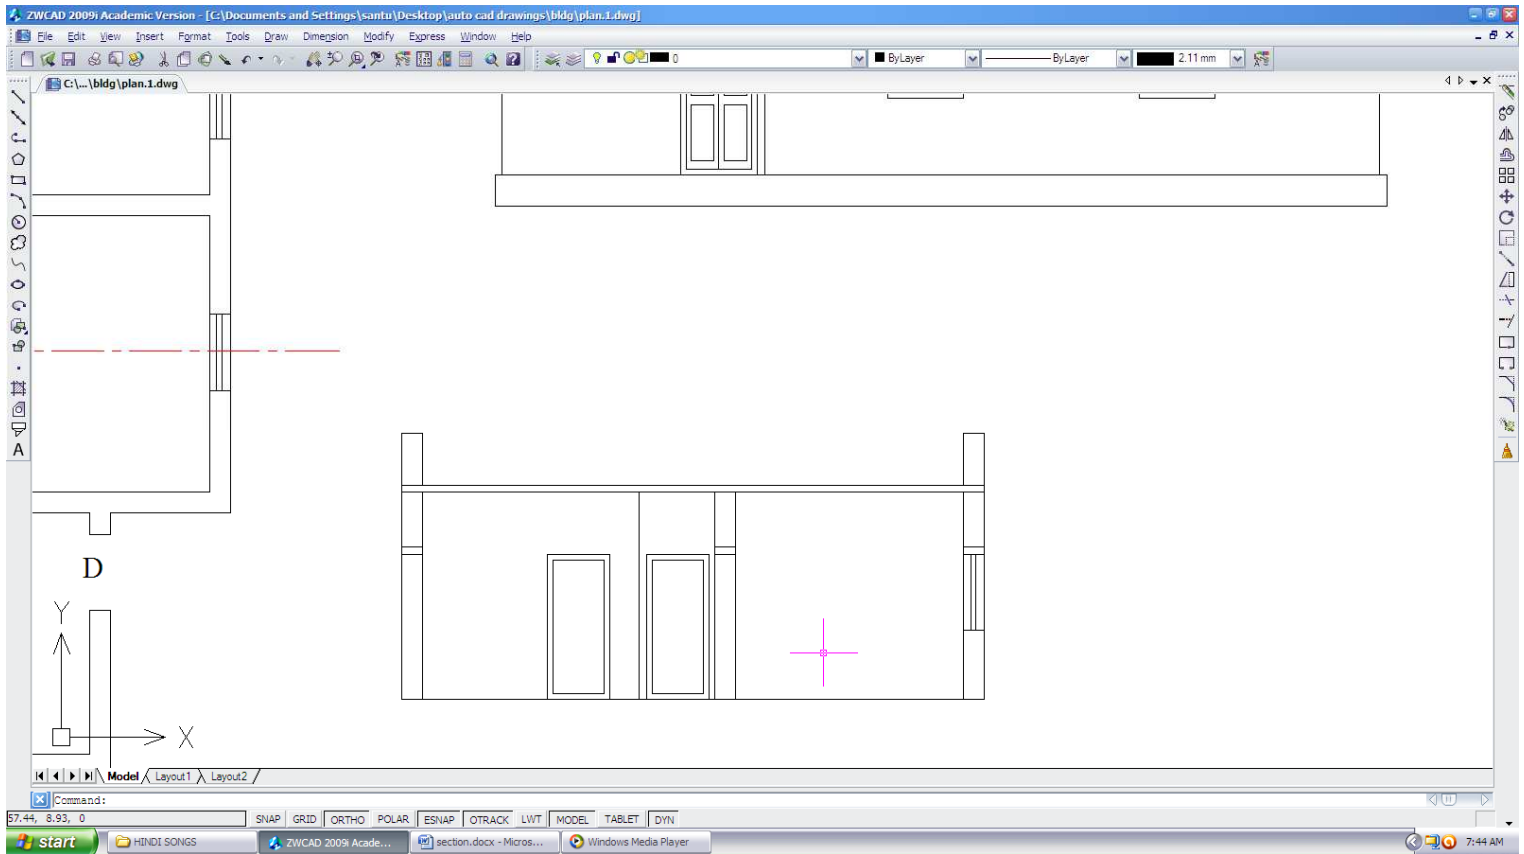 ZWCAD 2009i Academic Version - [C:\Documents and Settings\santu\Desktop\auto cad drawings\bldg\plan.1.dwg]
File Edit View Insert Format Tools Draw Dimension Modify Express Window Help
0 ByLayer ByLayer 2.11 mm
C:\...\bldg\plan.1.dwg
A
D
Y
X
Model Layout1 Layout2
Command:
57.44, 8.93, 0 SNAP GRID ORTHO POLAR ESNAP OTRACK LWT MODEL TABLET DYN
start HINDI SONGS ZWCAD 2009i Acade... section.docx - Micros... Windows Media Player 7:44 AM